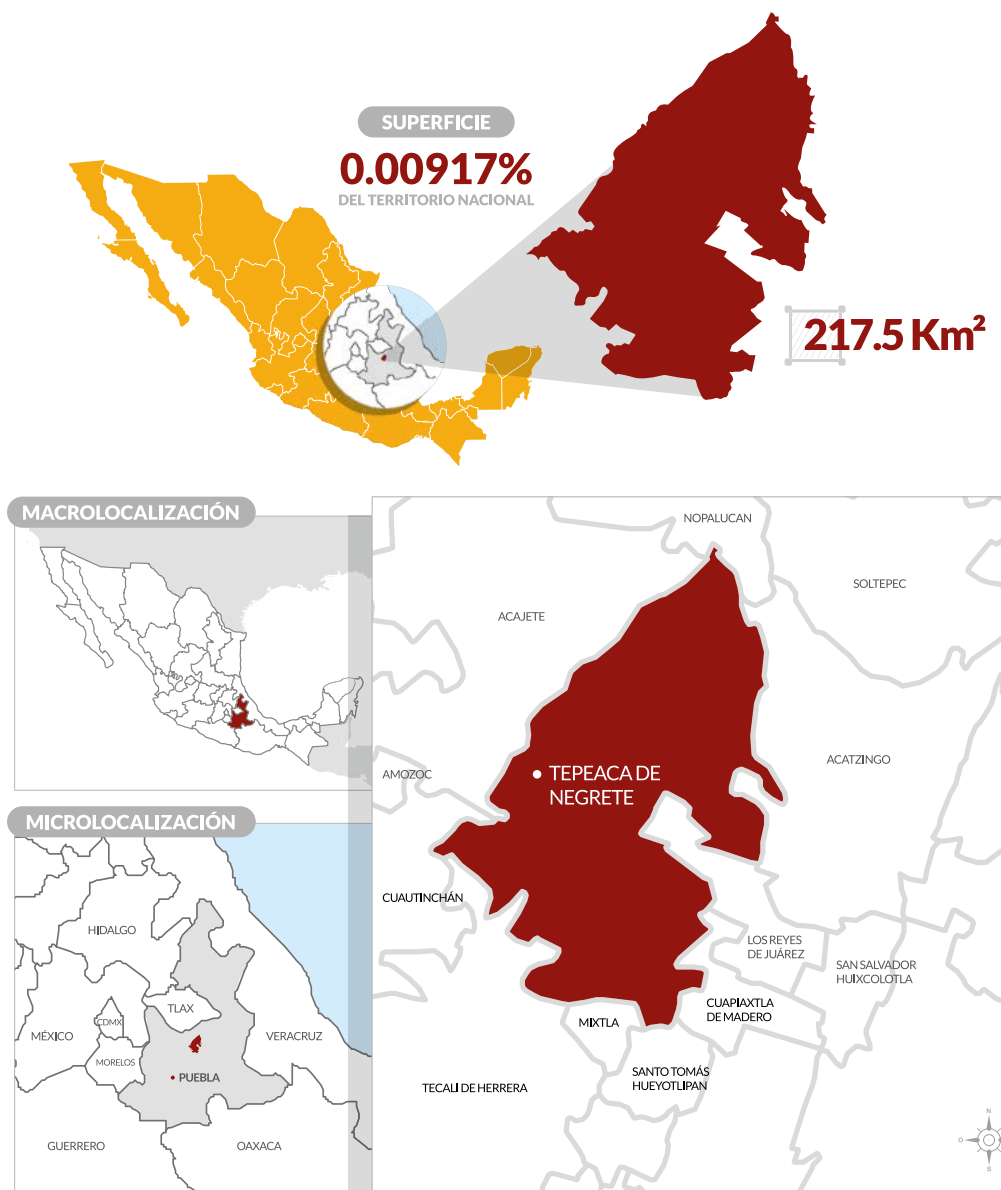 SUPERFICIE
0.00917%
DEL TERRITORIO NACIONAL
217.5 Km²
MACROLOCALIZACIÓN
MICROLOCALIZACIÓN
HIDALGO
TLAX
CDMX
MÉXICO
VERACRUZ
MORELOS
PUEBLA
GUERRERO
OAXACA
NOPALUCAN
SOLTEPEC
ACAJETE
ACATZINGO
AMOZOC
TEPEACA DE
NEGRETE
CUAUTINCHÁN
LOS REYES
DE JUÁREZ
SAN SALVADOR
HUIXCOLOTLA
CUAPIAXTLA
DE MADERO
MIXTLA
SANTO TOMÁS
HUEYOTLIPAN
TECALI DE HERRERA
N
O
S